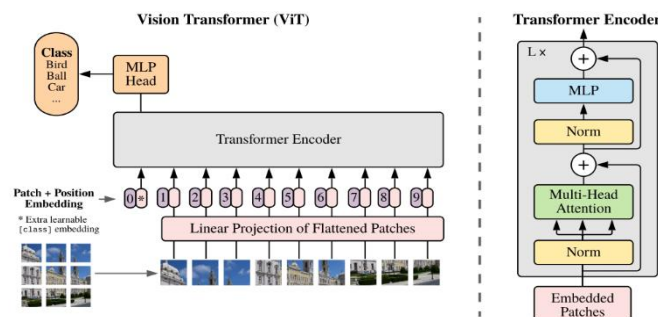 Vision Transformer (ViT)
Class
Bird
Ball
Car
...
MLP
Head
Transformer Encoder
Patch + Position
Embedding
* Extra learnable
[class] embedding
0 * 1 2 3 4 5 6 7 8 9
Linear Projection of Flattened Patches
Transformer Encoder
L ×
+
MLP
Norm
+
Multi-Head
Attention
Norm
Embedded
Patches